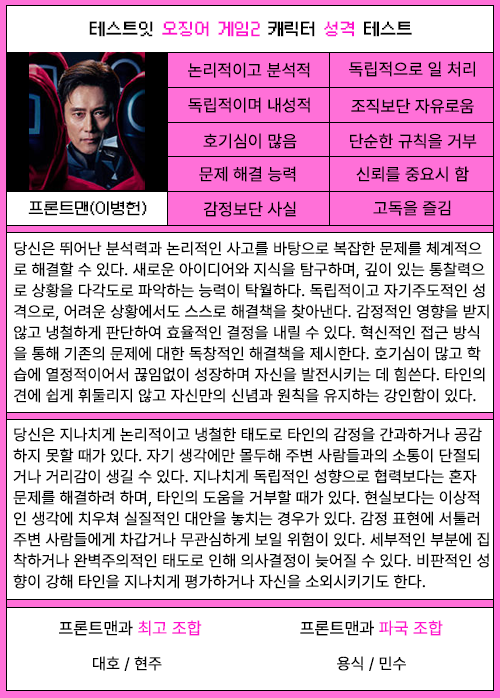 테스트잇 오징어 게임2 캐릭터 성격 테스트
논리적이고 분석적 독립적으로 일 처리
독립적이며 내성적 조직보단 자유로움
호기심이 많음 단순한 규칙을 거부
문제 해결 능력 신뢰를 중요시 함
프론트맨(이병헌) 감정보단 사실 고독을 즐김
당신은 뛰어난 분석력과 논리적인 사고를 바탕으로 복잡한 문제를 체계적으
로 해결할 수 있다. 새로운 아이디어와 지식을 탐구하며, 깊이 있는 통찰력으
로 상황을 다각도로 파악하는 능력이 탁월하다. 독립적이고 자기주도적인 성
격으로, 어려운 상황에서도 스스로 해결책을 찾아낸다. 감정적인 영향을 받지
않고 냉철하게 판단하여 효율적인 결정을 내릴 수 있다. 혁신적인 접근 방식
을 통해 기존의 문제에 대한 독창적인 해결책을 제시한다. 호기심이 많고 학
습에 열정적이어서 끊임없이 성장하며 자신을 발전시키는 데 힘쓴다. 타인의
견에 쉽게 휘둘리지 않고 자신만의 신념과 원칙을 유지하는 강인함이 있다.
당신은 지나치게 논리적이고 냉철한 태도로 타인의 감정을 간과하거나 공감
하지 못할 때가 있다. 자기 생각에만 몰두해 주변 사람들과의 소통이 단절되
거나 거리감이 생길 수 있다. 지나치게 독립적인 성향으로 협력보다는 혼자
문제를 해결하려 하며, 타인의 도움을 거부할 때가 있다. 현실보다는 이상적
인 생각에 치우쳐 실질적인 대안을 놓치는 경우가 있다. 감정 표현에 서툴러
주변 사람들에게 차갑거나 무관심하게 보일 위험이 있다. 세부적인 부분에 집
착하거나 완벽주의적인 태도로 인해 의사결정이 늦어질 수 있다. 비판적인 성
향이 강해 타인을 지나치게 평가하거나 자신을 소외시키기도 한다.
프론트맨과 최고 조합 프론트맨과 파국 조합
대호 / 현주 용식 / 민수